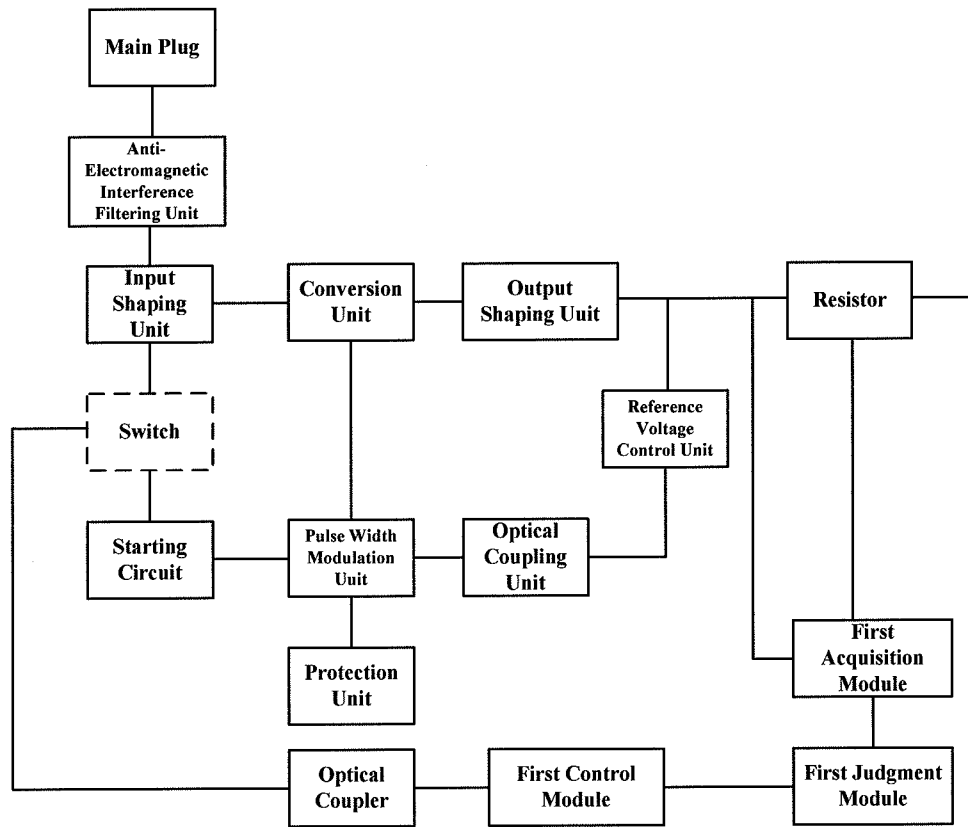 Main Plug
Anti-
Electromagnetic
Interference
Filtering Unit
Input
Shaping
Unit
Conversion
Unit
Output
Shaping Uuit
Resistor
Switch
Reference
Voltage
Control Unit
Starting
Circuit
Pulse Width
Modulation
Uuit
Optical
Coupling
Unit
First
Acquisition
Module
Protection
Unit
Optical
Coupler
First Control
Module
First Judgment
Module